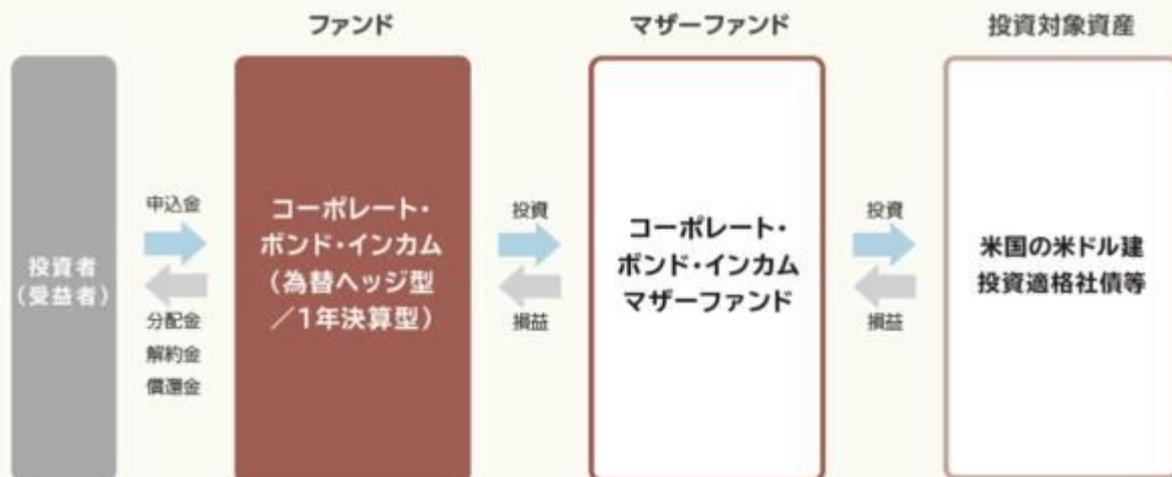 ファンド
マザーファンド
投資対象資産
投資者
（受益者）
申込金
分配金
解約金
償還金
コーポレート・
ボンド・インカム
（為替ヘッジ型
／1年決算型）
投資
損益
コーポレート・
ボンド・インカム
マザーファンド
投資
損益
米国の米ドル建
投資適格社債等